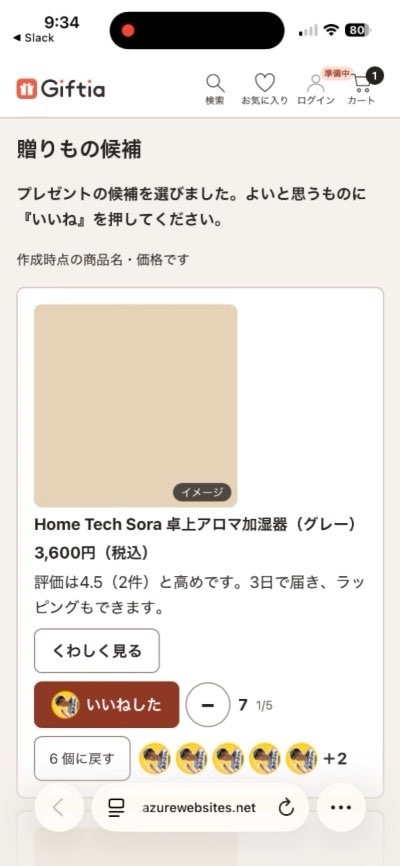 9:34
80
◀ Slack
Giftia
準備中
1
検索
お気に入り
ログイン
カート
贈りもの候補
プレゼントの候補を選びました。よいと思うものに
『いいね』を押してください。
作成時点の商品名・価格です
イメージ
Home Tech Sora 卓上アロマ加湿器（グレー）
3,600円（税込）
評価は4.5（2件）と高めです。3日で届き、ラッ
ピングもできます。
くわしく見る
いいねした
−
7
1/5
6 個に戻す
+2
azurewebsites.net